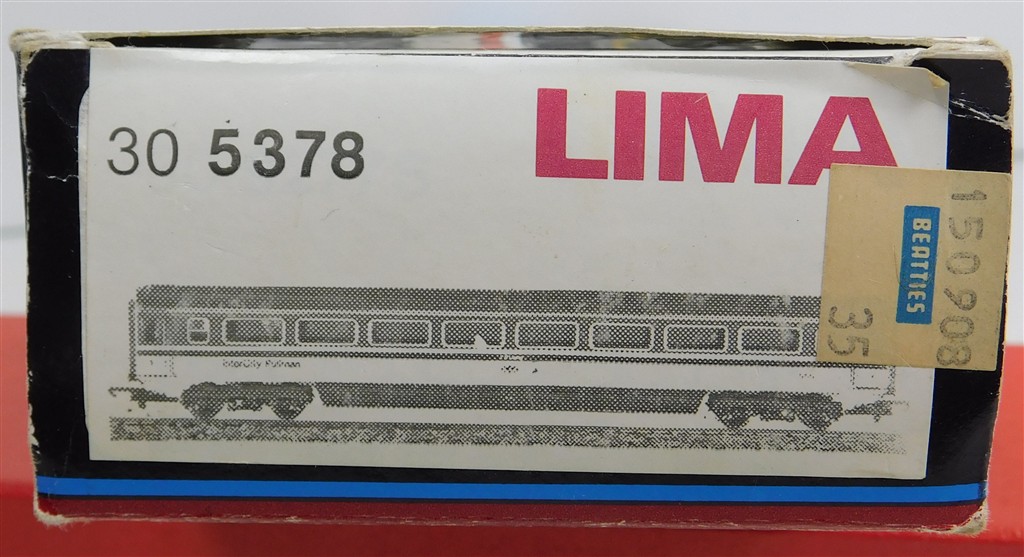 30 5378
LIMA
InterCity Pullman
BEATTIES
150908
35